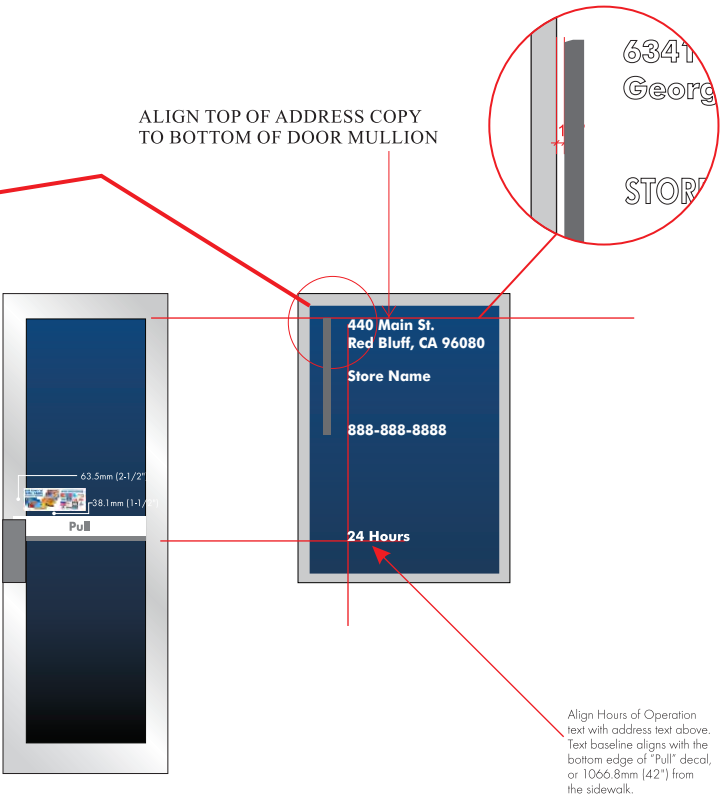 6341
Georg
STOR
ALIGN TOP OF ADDRESS COPY
TO BOTTOM OF DOOR MULLION
440 Main St.
Red Bluff, CA 96080
Store Name
888-888-8888
24 Hours
63.5mm (2-1/2"
38.1mm (1-1/2")
Pull
Align Hours of Operation
text with address text above.
Text baseline aligns with the
bottom edge of "Pull" decal,
or 1066.8mm (42") from
the sidewalk.